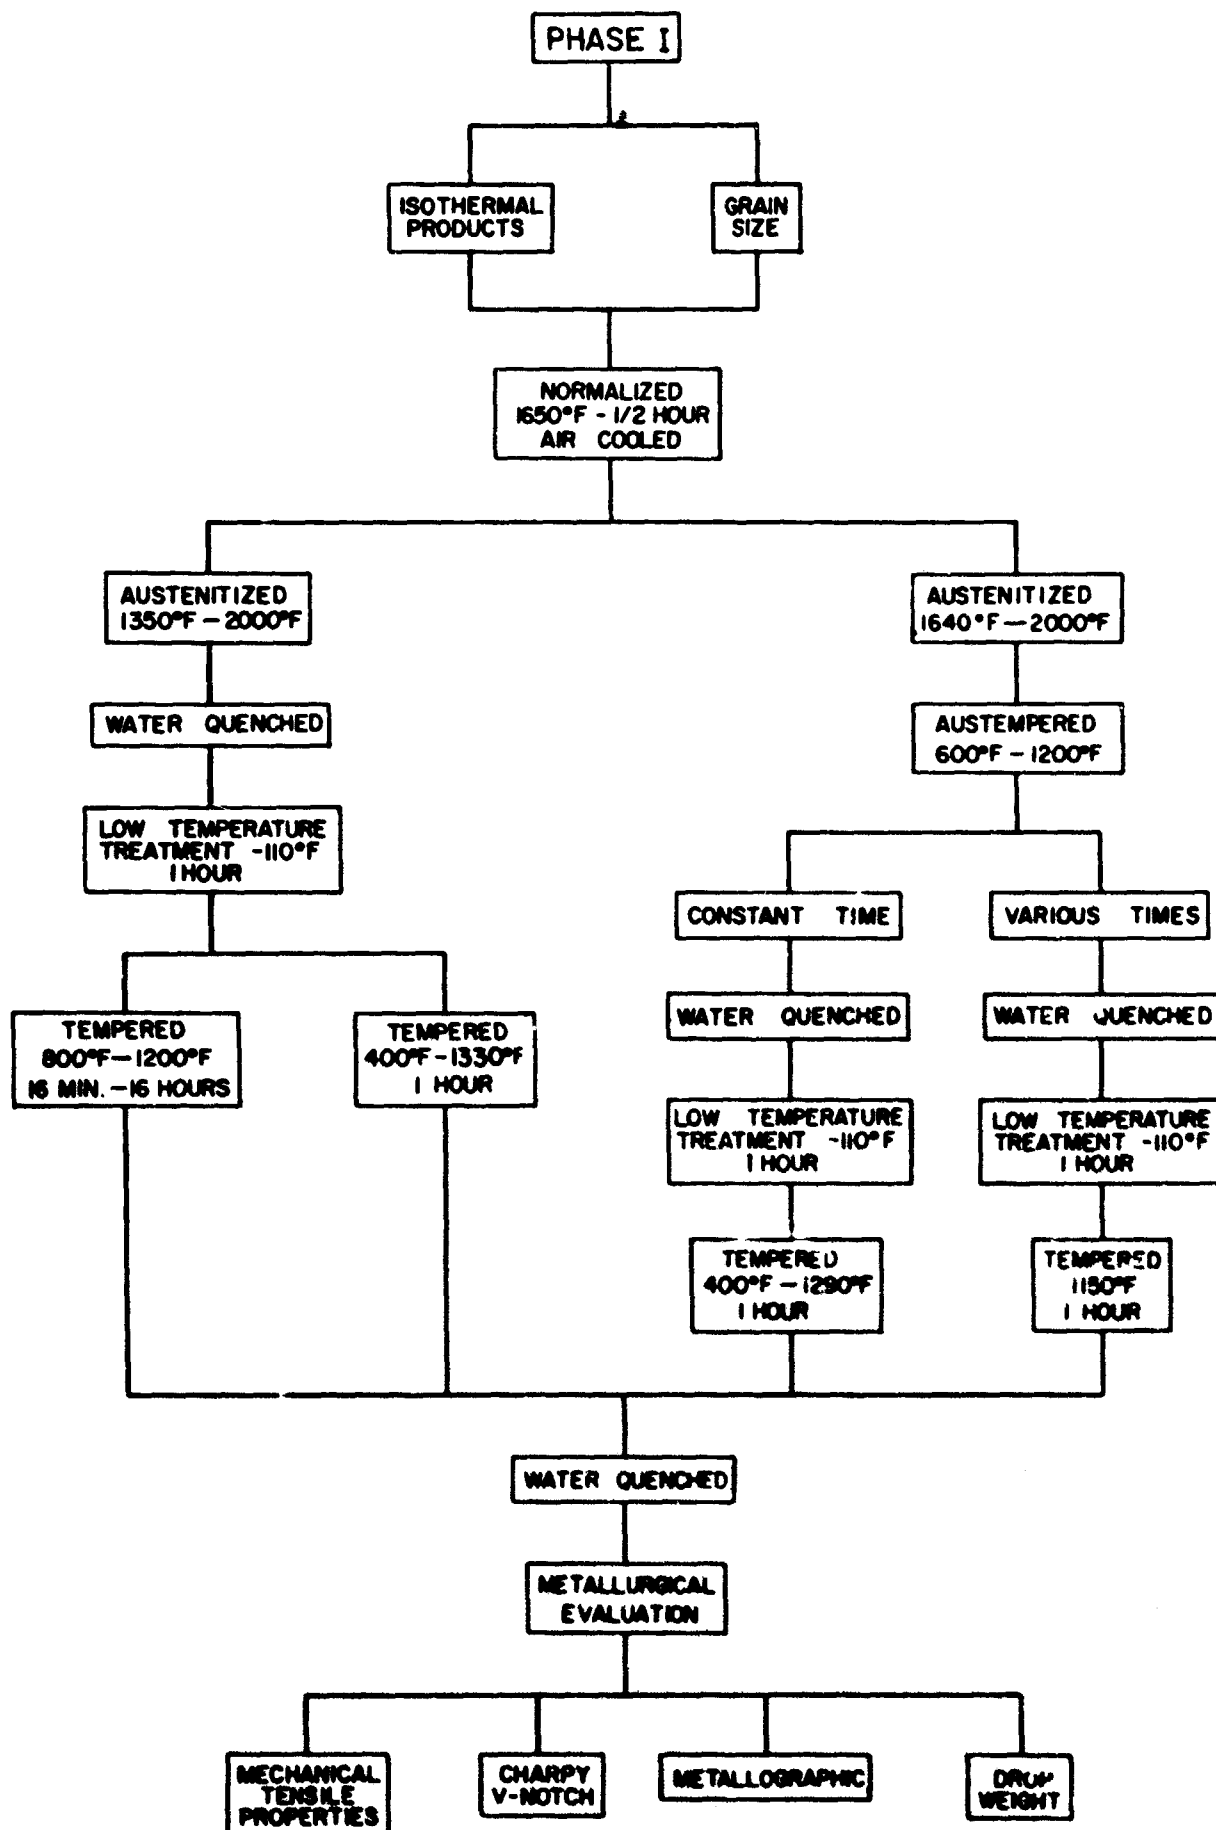 PHASE I
ISOTHERMAL
PRODUCTS
GRAIN
SIZE
NORMALIZED
1650°F - 1/2 HOUR
AIR COOLED
AUSTENITIZED
1350°F - 2000°F
AUSTENITIZED
1640°F - 2000°F
WATER QUENCHED
AUSTEMPERED
600°F - 1200°F
LOW TEMPERATURE
TREATMENT -110°F
1 HOUR
CONSTANT TIME
VARIOUS TIMES
WATER QUENCHED
WATER QUENCHED
TEMPERED
800°F - 1200°F
16 MIN. - 16 HOURS
TEMPERED
400°F - 1330°F
1 HOUR
LOW TEMPERATURE
TREATMENT -110°F
1 HOUR
LOW TEMPERATURE
TREATMENT -110°F
1 HOUR
TEMPERED
400°F - 1290°F
1 HOUR
TEMPERED
1150°F
1 HOUR
WATER QUENCHED
METALLURGICAL
EVALUATION
MECHANICAL
TENSILE
PROPERTIES
CHARPY
V-NOTCH
METALLOGRAPHIC
DROP
WEIGHT